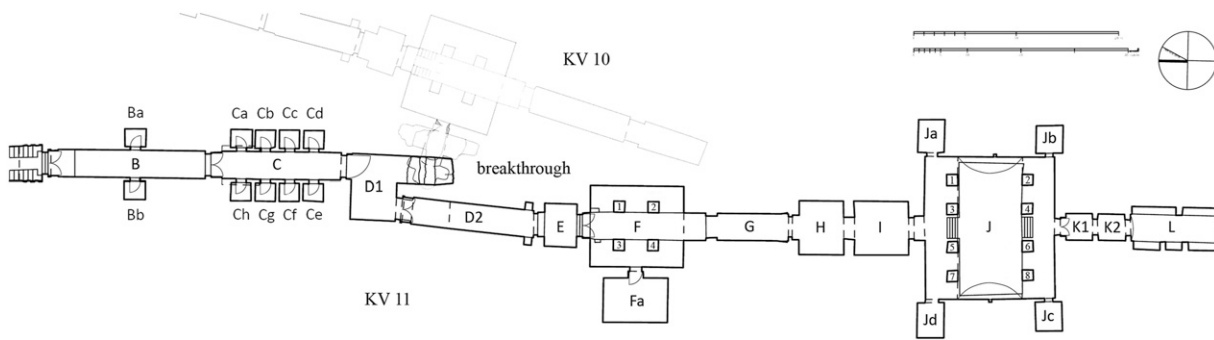 KV 10
Ba
Ca Cb Cc Cd
B
C
breakthrough
Bb
Ch Cg Cf Ce
D1
D2
E
F
1 2
3 4
G
H
I
Fa
KV 11
Ja
Jb
1 2
3 4
J
5 6
7 8
K1 K2
L
Jd
Jc